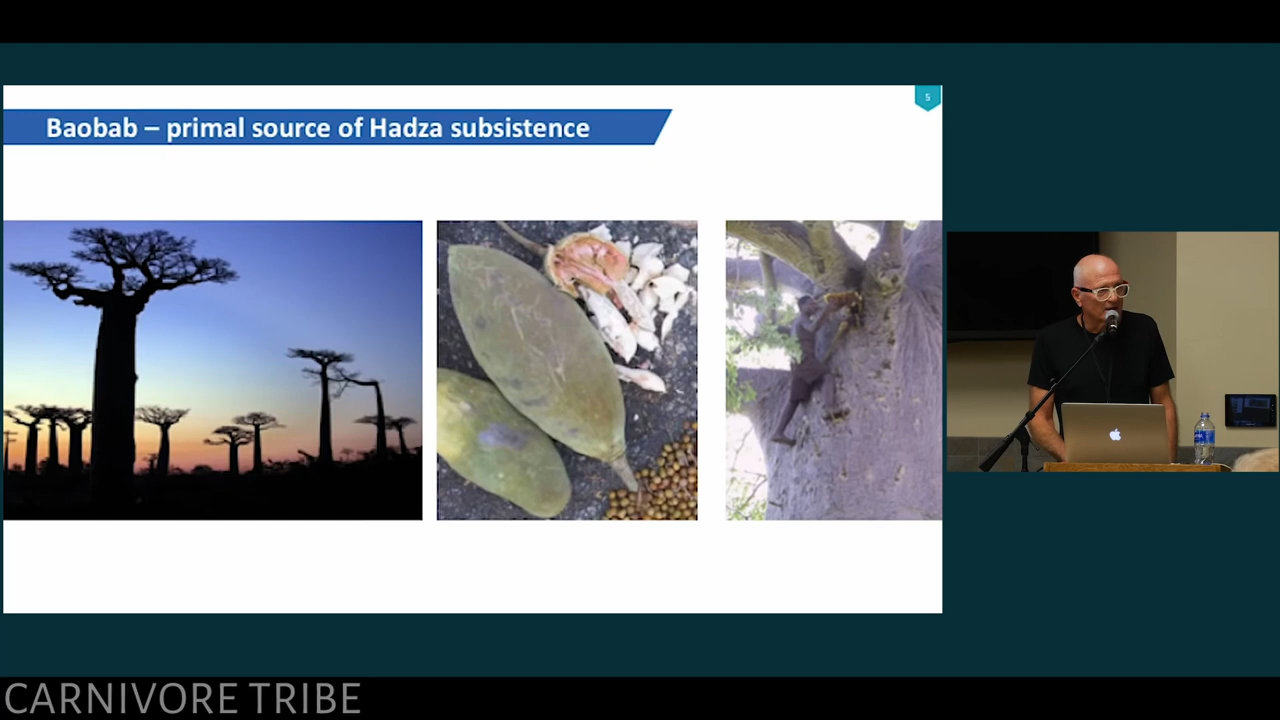 5
Baobab – primal source of Hadza subsistence
CARNIVORE TRIBE